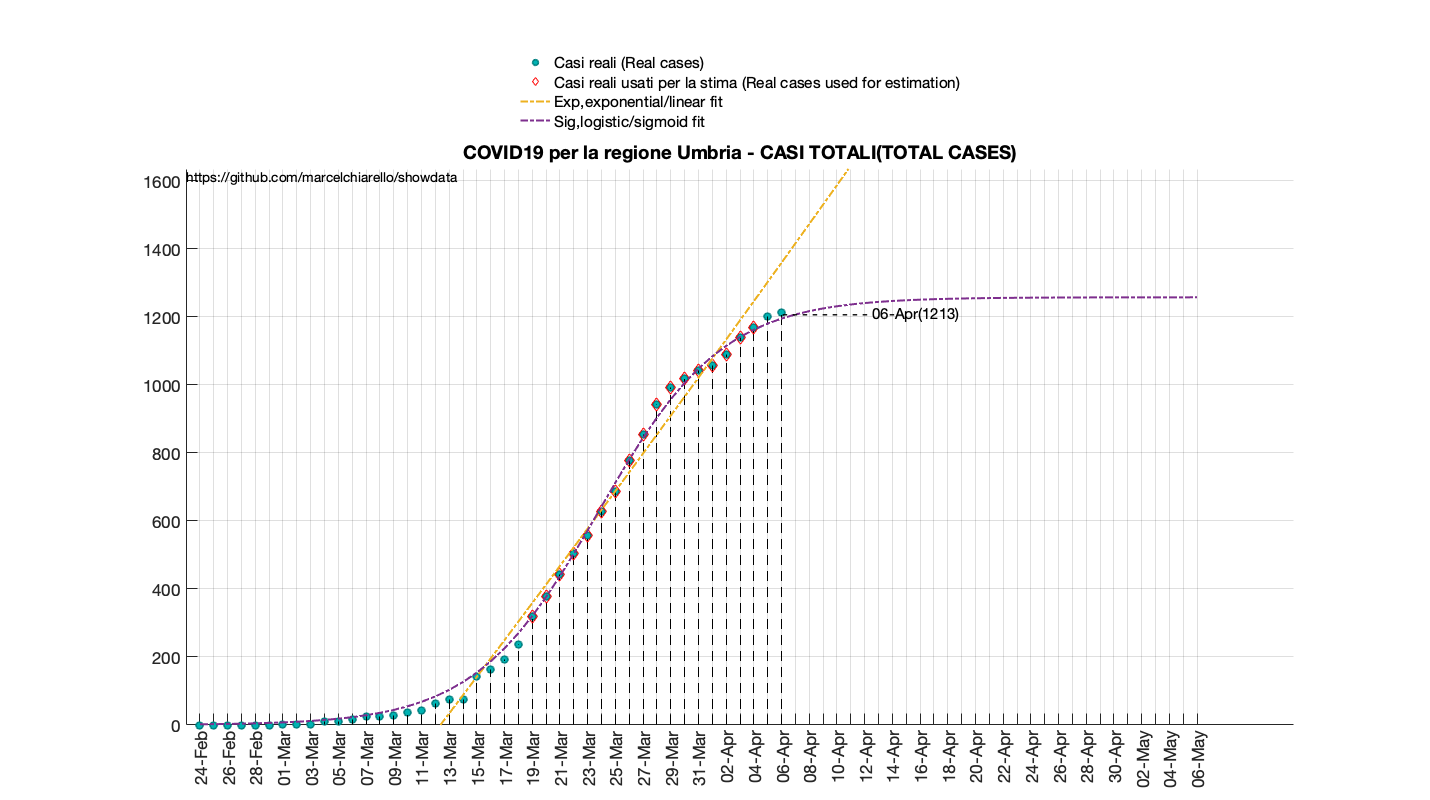 Casi reali (Real cases)
Casi reali usati per la stima (Real cases used for estimation)
Exp,exponential/linear fit
Sig,logistic/sigmoid fit
COVID19 per la regione Umbria - CASI TOTALI(TOTAL CASES)
https://github.com/marcelchiarello/showdata
1600
1400
1200
1000
800
600
400
200
0
06-Apr(1213)
24-Feb
26-Feb
28-Feb
01-Mar
03-Mar
05-Mar
07-Mar
09-Mar
11-Mar
13-Mar
15-Mar
17-Mar
19-Mar
21-Mar
23-Mar
25-Mar
27-Mar
29-Mar
31-Mar
02-Apr
04-Apr
06-Apr
08-Apr
10-Apr
12-Apr
14-Apr
16-Apr
18-Apr
20-Apr
22-Apr
24-Apr
26-Apr
28-Apr
30-Apr
02-May
04-May
06-May